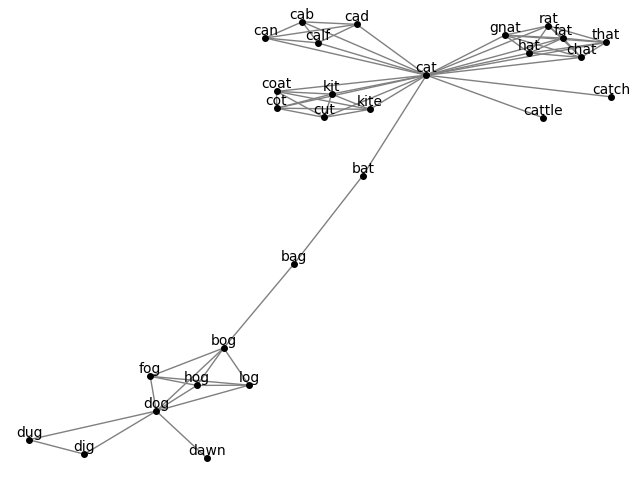 cab
cad
can
calf
rat
gnat
fat
that
hat
chat
cat
coat
kit
catch
cot
kite
cut
cattle
bat
bag
bog
fog
hog
log
dog
dug
dig
dawn